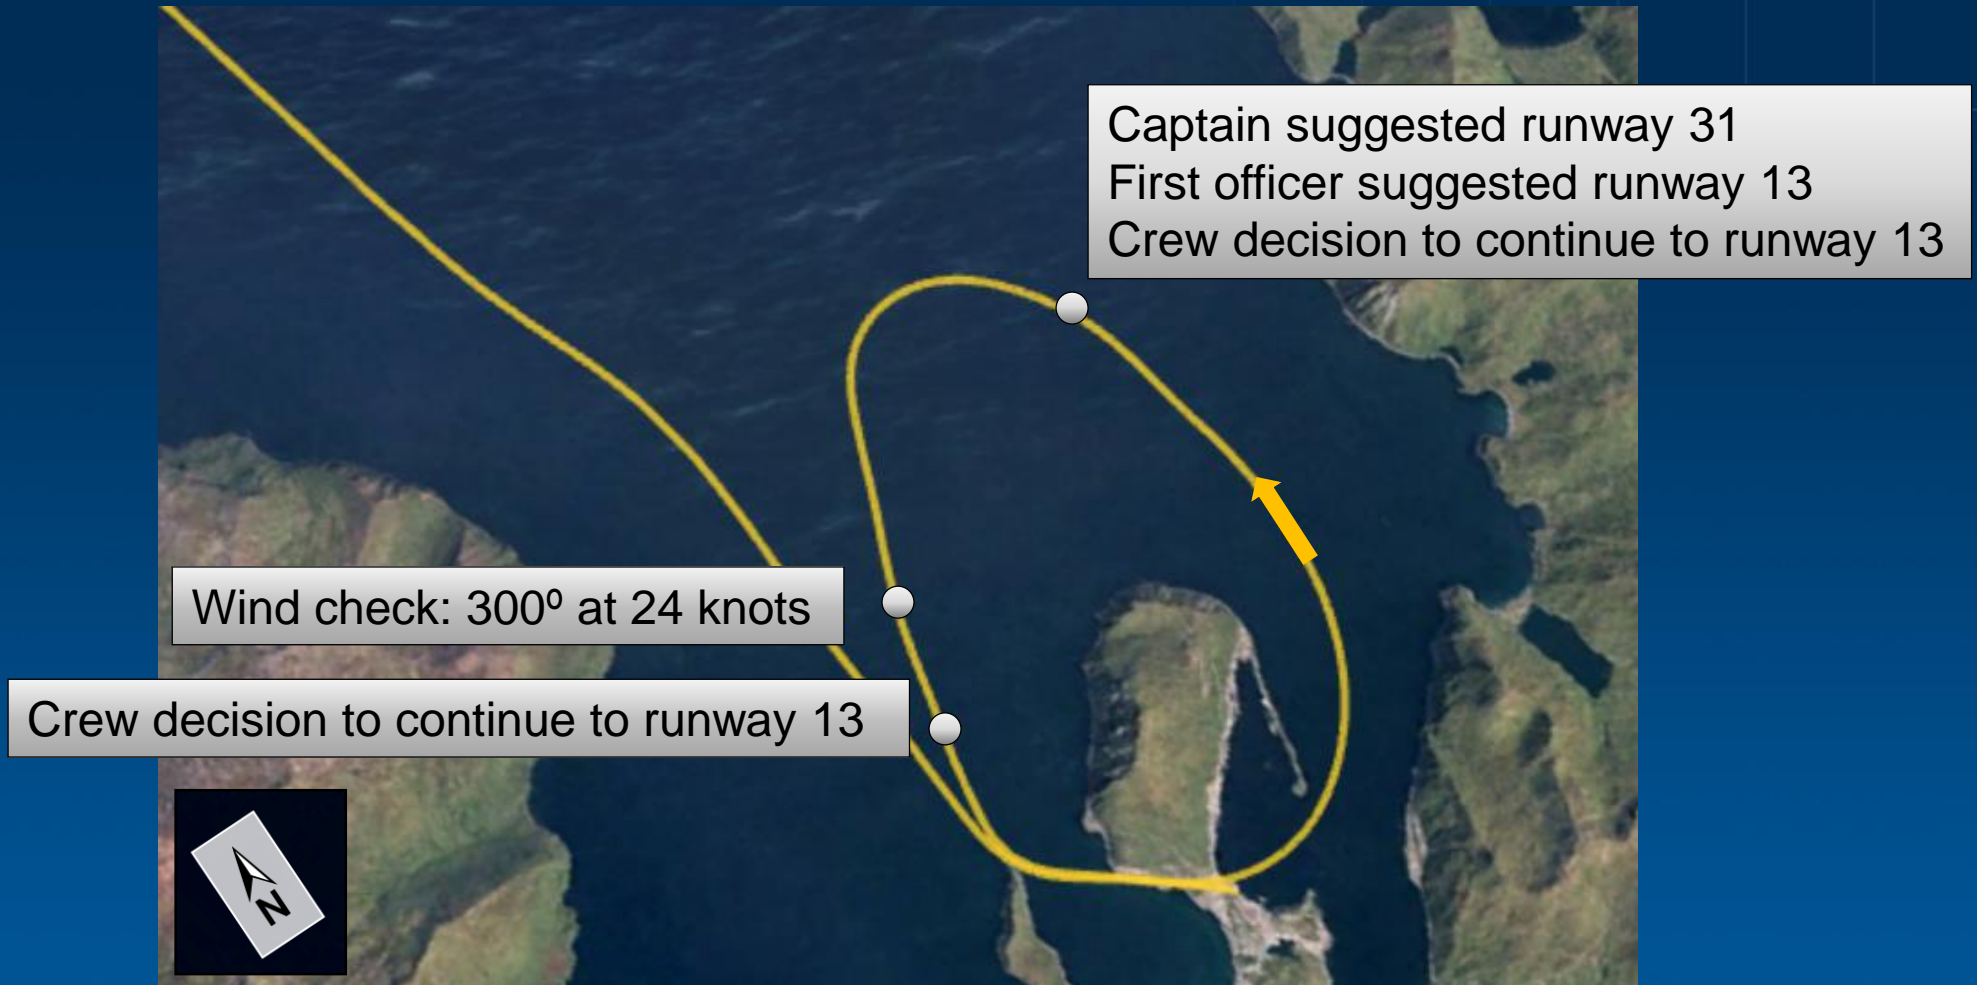 Captain suggested runway 31
First officer suggested runway 13
Crew decision to continue to runway 13
Wind check: 300º at 24 knots
Crew decision to continue to runway 13
N